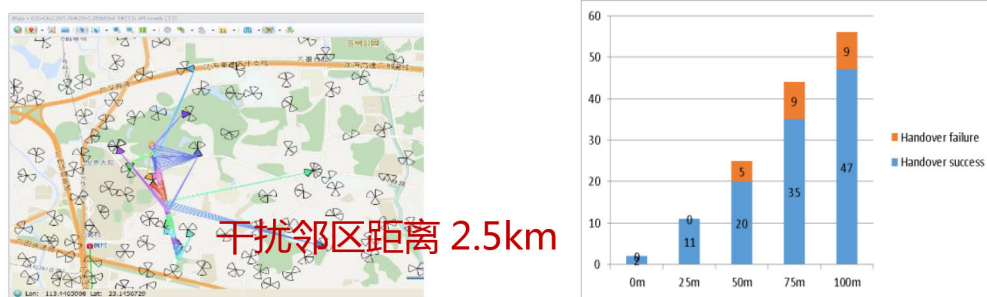 干扰邻区距离 2.5km
Lon: 113.4405908 Lat: 23.1456729
60
50
40
30
20
10
0
0
2
0
11
5
20
9
35
9
47
0m
25m
50m
75m
100m
Handover failure
Handover success